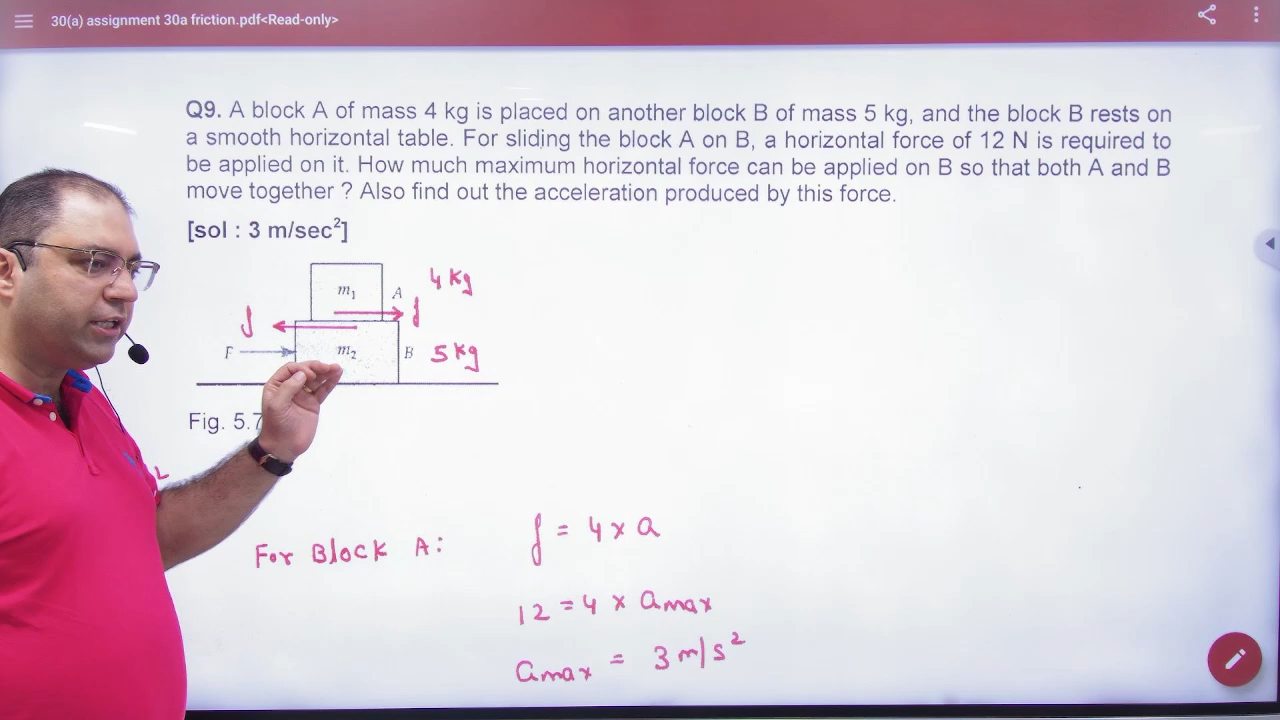 30(a) assignment 30a friction.pdf<Read-only>
Q9. A block A of mass 4 kg is placed on another block B of mass 5 kg, and the block B rests on
a smooth horizontal table. For sliding the block A on B, a horizontal force of 12 N is required to
be applied on it. How much maximum horizontal force can be applied on B so that both A and B
move together ? Also find out the acceleration produced by this force.
[sol : 3 m/sec²]
4 kg
m₁ A
f
f
F m₂ B 5 kg
Fig. 5.7
For Block A: f = 4 × a
12 = 4 × amax
amax = 3 m/s²